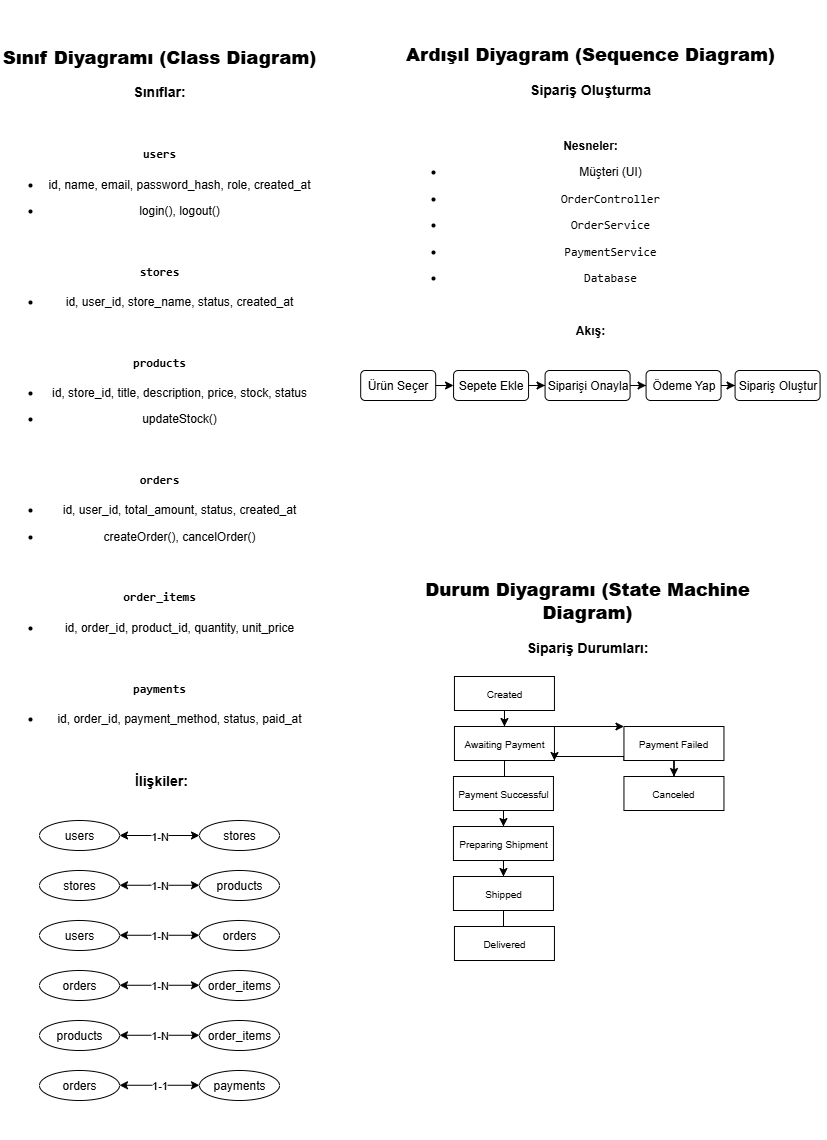 Sınıf Diyagramı (Class Diagram)
Sınıflar:
users
• id, name, email, password_hash, role, created_at
• login(), logout()
stores
• id, user_id, store_name, status, created_at
products
• id, store_id, title, description, price, stock, status
• updateStock()
orders
• id, user_id, total_amount, status, created_at
• createOrder(), cancelOrder()
order_items
• id, order_id, product_id, quantity, unit_price
payments
• id, order_id, payment_method, status, paid_at
İlişkiler:
users 1-N stores
stores 1-N products
users 1-N orders
orders 1-N order_items
products 1-N order_items
orders 1-1 payments
Ardışıl Diyagram (Sequence Diagram)
Sipariş Oluşturma
Nesneler:
• Müşteri (UI)
• OrderController
• OrderService
• PaymentService
• Database
Akış:
Ürün Seçer Sepete Ekle Siparişi Onayla Ödeme Yap Sipariş Oluştur
Durum Diyagramı (State Machine
Diagram)
Sipariş Durumları:
Created
Awaiting Payment Payment Failed
Payment Successful Canceled
Preparing Shipment
Shipped
Delivered